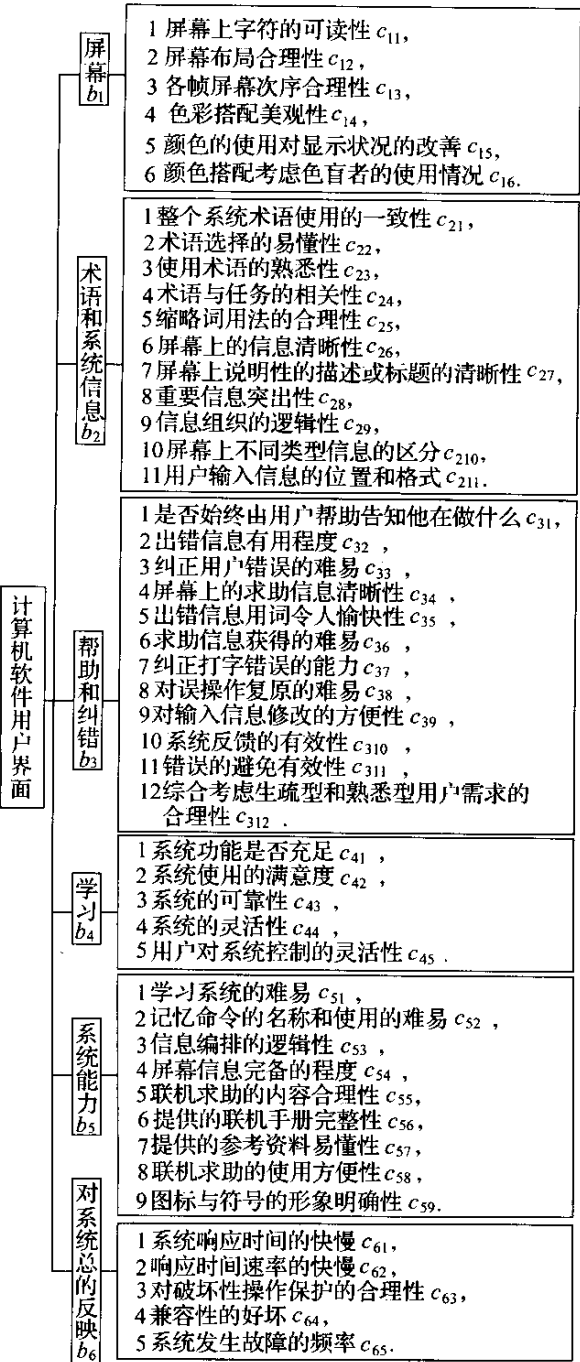 计算机软件用户界面
屏幕b₁
1 屏幕上字符的可读性 c₁₁,
2 屏幕布局合理性 c₁₂,
3 各帧屏幕次序合理性 c₁₃,
4 色彩搭配美观性 c₁₄,
5 颜色的使用对显示状况的改善 c₁₅,
6 颜色搭配考虑色盲者的使用情况 c₁₆.
术语和系统信息b₂
1整个系统术语使用的一致性 c₂₁,
2术语选择的易懂性 c₂₂,
3使用术语的熟悉性 c₂₃,
4术语与任务的相关性 c₂₄,
5缩略词用法的合理性 c₂₅,
6屏幕上的信息清晰性 c₂₆,
7屏幕上说明性的描述或标题的清晰性 c₂₇,
8重要信息突出性 c₂₈,
9信息组织的逻辑性 c₂₉,
10屏幕上不同类型信息的区分 c₂₁₀,
11用户输入信息的位置和格式 c₂₁₁.
帮助和纠错b₃
1是否始终由用户帮助告知他在做什么 c₃₁,
2出错信息有用程度 c₃₂ ,
3纠正用户错误的难易 c₃₃ ,
4屏幕上的求助信息清晰性 c₃₄ ,
5出错信息用词令人愉快性 c₃₅ ,
6求助信息获得的难易 c₃₆ ,
7纠正打字错误的能力 c₃₇ ,
8对误操作复原的难易 c₃₈ ,
9对输入信息修改的方便性 c₃₉ ,
10系统反馈的有效性 c₃₁₀ ,
11错误的避免有效性 c₃₁₁ ,
12综合考虑生疏型和熟悉型用户需求的
合理性 c₃₁₂ .
学习b₄
1系统功能是否充足 c₄₁ ,
2系统使用的满意度 c₄₂ ,
3系统的可靠性 c₄₃ ,
4系统的灵活性 c₄₄ ,
5用户对系统控制的灵活性 c₄₅ .
系统能力b₅
1学习系统的难易 c₅₁ ,
2记忆命令的名称和使用的难易 c₅₂ ,
3信息编排的逻辑性 c₅₃ ,
4屏幕信息完备的程度 c₅₄ ,
5联机求助的内容合理性 c₅₅,
6提供的联机手册完整性 c₅₆,
7提供的参考资料易懂性 c₅₇,
8联机求助的使用方便性 c₅₈,
9图标与符号的形象明确性 c₅₉.
对系统总的反映b₆
1系统响应时间的快慢 c₆₁,
2响应时间速率的快慢 c₆₂,
3对破坏性操作保护的合理性 c₆₃,
4兼容性的好坏 c₆₄,
5系统发生故障的频率 c₆₅.